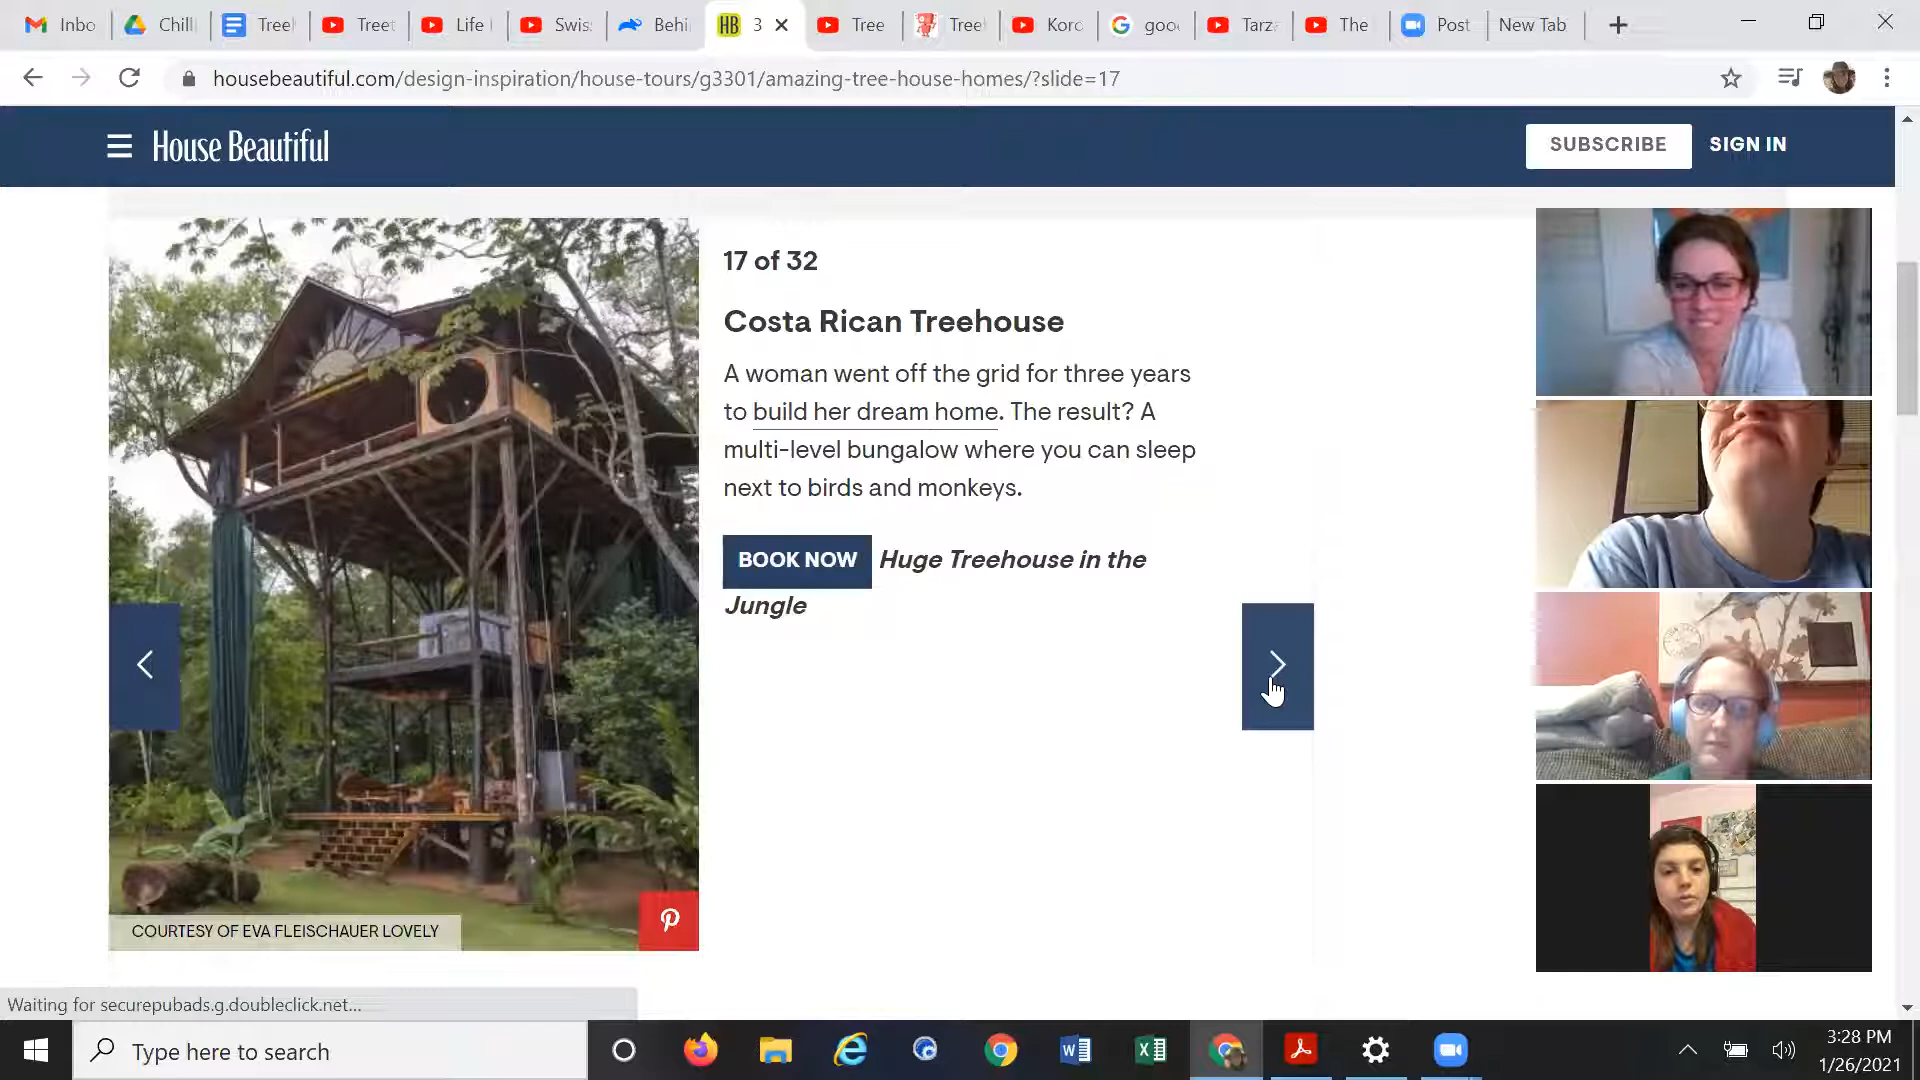 Inbo
Chill
Treel
Treet
Life
Swis
Behi
HB 3
Tree
Tree
Korc
goo
Tarz
The
Post
New Tab
housebeautiful.com/design-inspiration/house-tours/g3301/amazing-tree-house-homes/?slide=17
House Beautiful
SUBSCRIBE
SIGN IN
17 of 32
Costa Rican Treehouse
A woman went off the grid for three years
to build her dream home. The result? A
multi-level bungalow where you can sleep
next to birds and monkeys.
BOOK NOW Huge Treehouse in the
Jungle
COURTESY OF EVA FLEISCHAUER LOVELY
Waiting for securepubads.g.doubleclick.net...
Type here to search
3:28 PM
1/26/2021